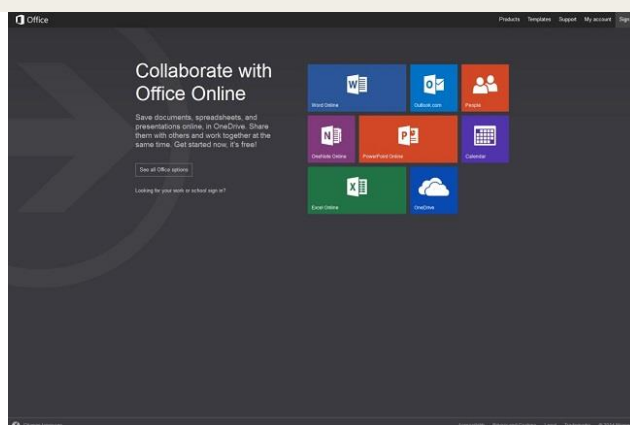 Office
Products Templates Support My account Sign
Collaborate with
Office Online
Save documents, spreadsheets, and
presentations online, in OneDrive. Share
them with others and work together at the
same time. Get started now, it's free!
See all Office options
Looking for your work or school sign in?
Word Online
Outlook.com
People
OneNote Online
PowerPoint Online
Calendar
Excel Online
OneDrive